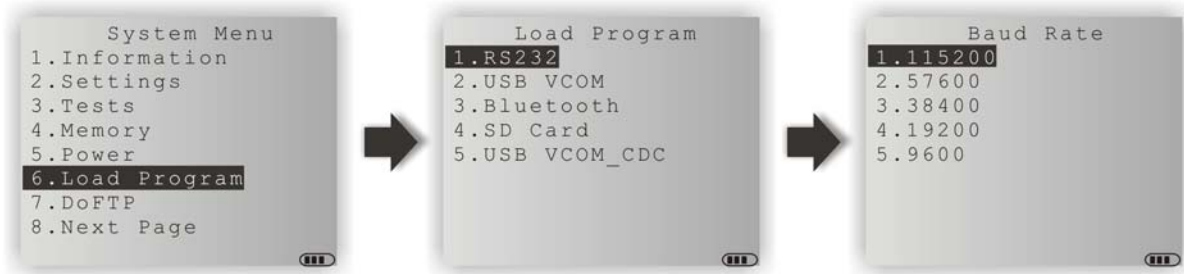 System Menu
1.Information
2.Settings
3.Tests
4.Memory
5.Power
6.Load Program
7.DoFTP
8.Next Page
Load Program
1.RS232
2.USB VCOM
3.Bluetooth
4.SD Card
5.USB VCOM_CDC
Baud Rate
1.115200
2.57600
3.38400
4.19200
5.9600